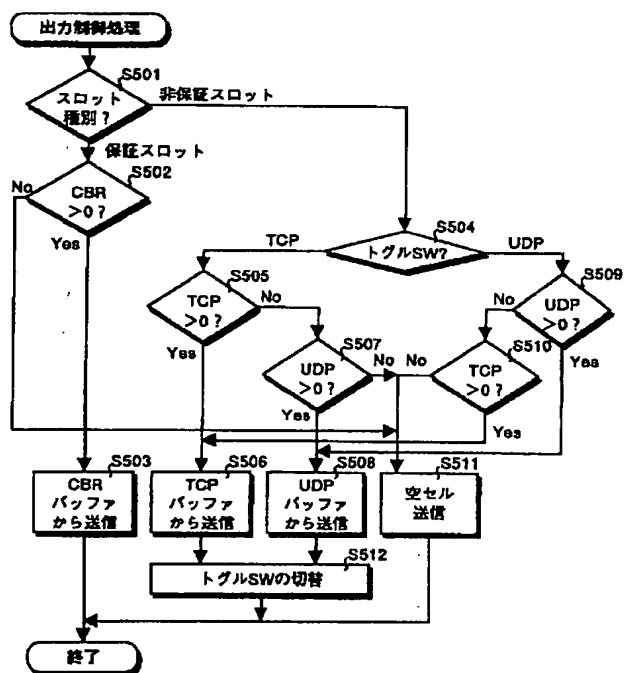 出力制御処理
S501
スロット
種別?
非保証スロット
保証スロット
S502
No
CBR
>0?
Yes
S504
TCP
トグルSW?
UDP
S505
TCP
>0?
No
Yes
S509
No
UDP
>0?
Yes
S507
UDP
>0?
No
Yes
S510
No
TCP
>0?
Yes
S503
CBR
バッファ
から送信
S506
TCP
バッファ
から送信
S508
UDP
バッファ
から送信
S511
空セル
送信
S512
トグルSWの切替
終了